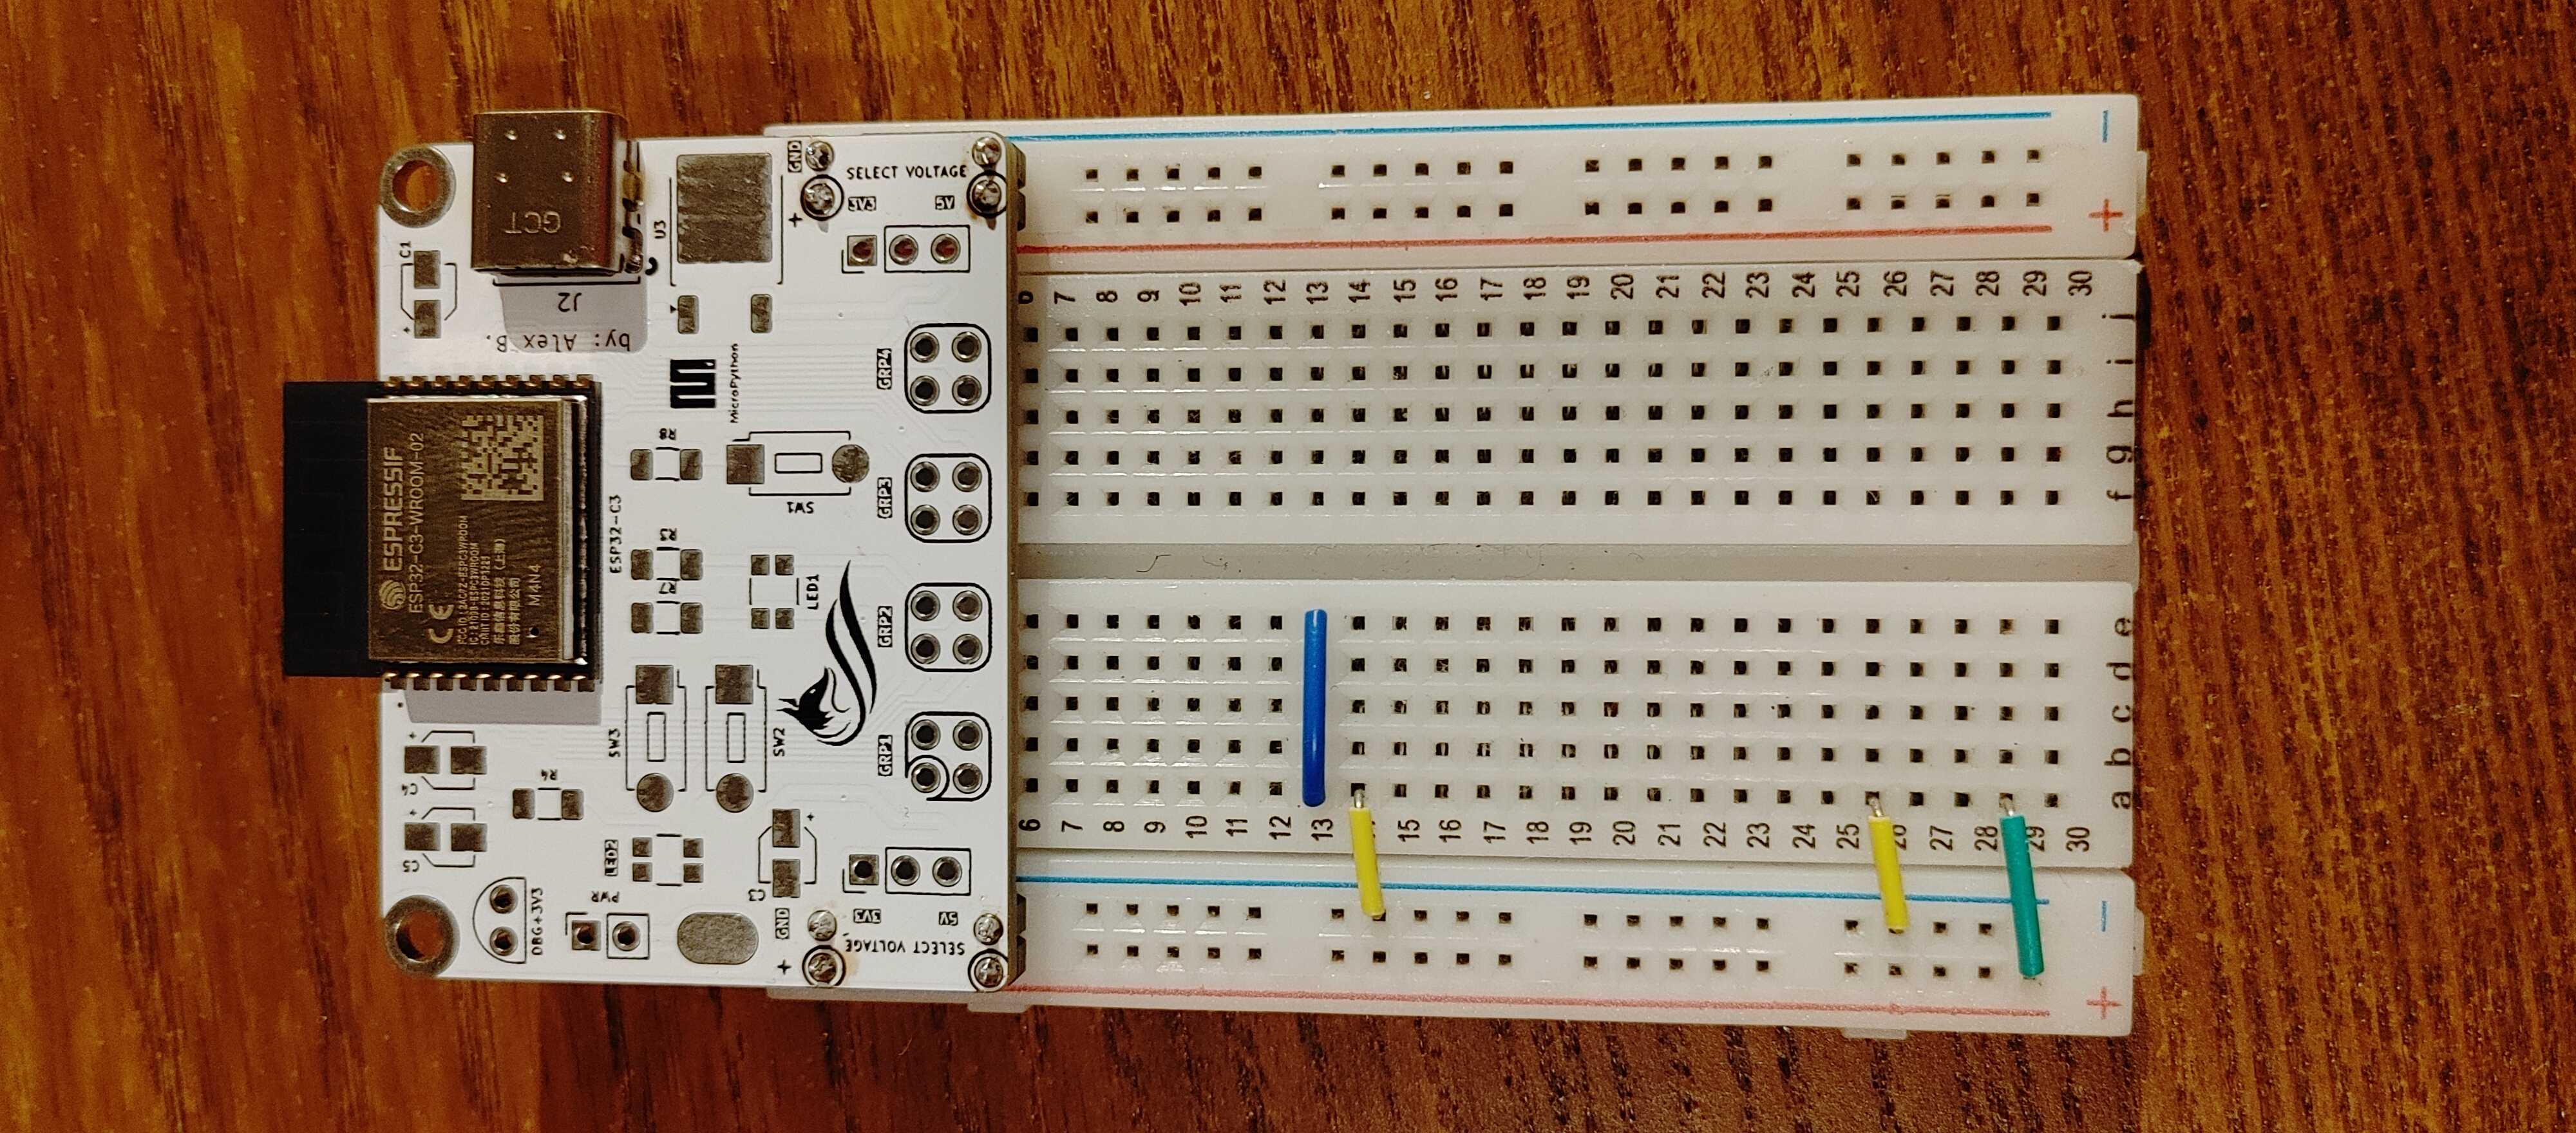 GCT
J2
by: Alex B.
C1
U3
GND
SELECT VOLTAGE
3V3
5V
+
MicroPython
GRP4
GRP3
GRP2
GRP1
ESPRESSIF
ESP32-C3-WROOM-02
CE
M4N4
ESP32-C3
R8
SW1
LED1
SW3
SW2
R4
C5
LED2
C3
DBG+3V3
PWR
GND
3V3
5V
SELECT VOLTAGE
+
−
+
6 7 8 9 10 11 12 13 14 15 16 17 18 19 20 21 22 23 24 25 26 27 28 29 30
j
i
h
g
f
e
d
c
b
a
6 7 8 9 10 11 12 13 15 16 17 18 19 20 21 22 23 24 25 26 27 28 29 30
−
+